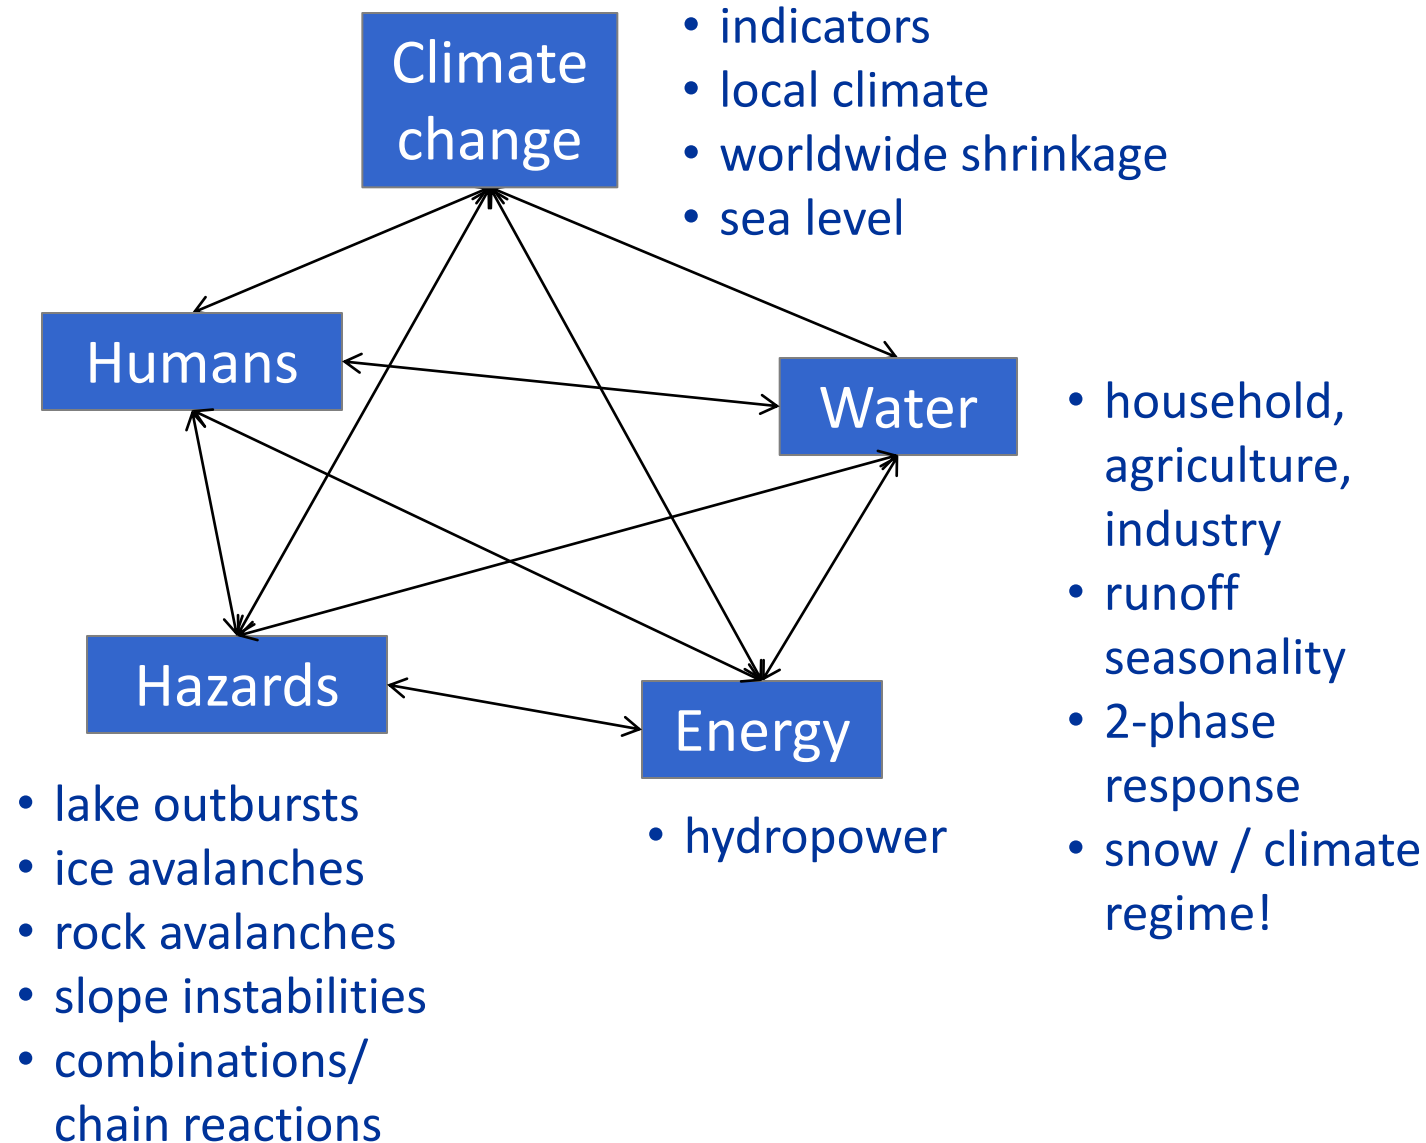 Climate
change
• indicators
• local climate
• worldwide shrinkage
• sea level
Humans
Water
• household,
agriculture,
industry
• runoff
seasonality
• 2-phase
response
• snow / climate
regime!
Hazards
Energy
• lake outbursts
• ice avalanches
• rock avalanches
• slope instabilities
• combinations/
chain reactions
• hydropower